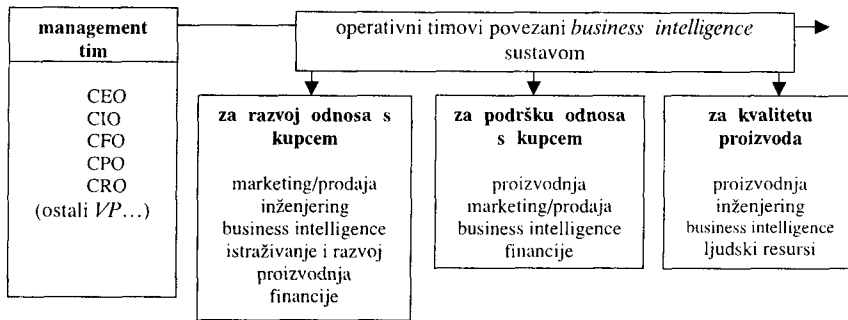 management
tim
CEO
CIO
CFO
CPO
CRO
(ostali VP...)
operativni timovi povezani business intelligence
sustavom
za razvoj odnosa s
kupcem
marketing/prodaja
inženjering
business intelligence
istraživanje i razvoj
proizvodnja
financije
za podršku odnosa
s kupcem
proizvodnja
marketing/prodaja
business intelligence
financije
za kvalitetu
proizvoda
proizvodnja
inženjering
business intelligence
ljudski resursi